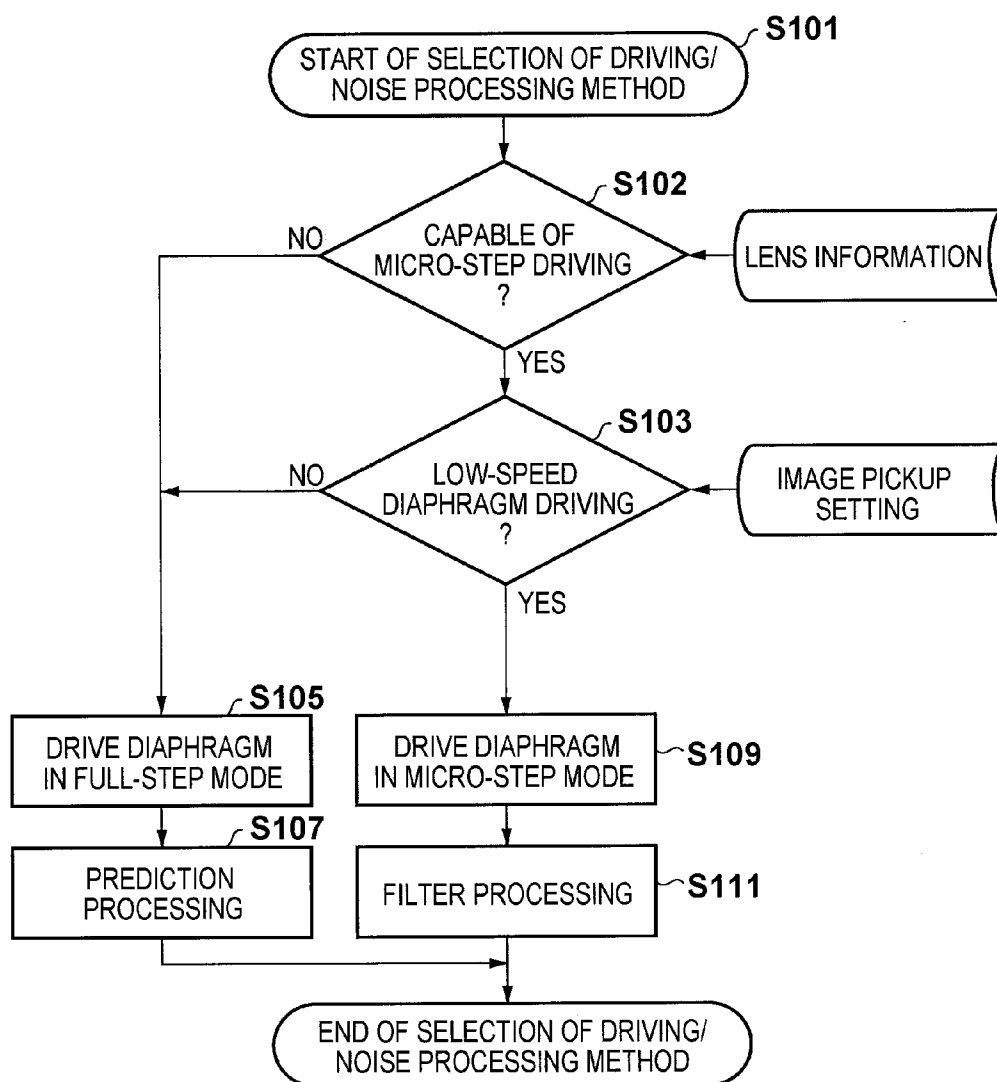 S101
START OF SELECTION OF DRIVING/
NOISE PROCESSING METHOD
S102
CAPABLE OF
MICRO-STEP DRIVING
?
NO
LENS INFORMATION
YES
S103
LOW-SPEED
DIAPHRAGM DRIVING
?
NO
IMAGE PICKUP
SETTING
YES
S105
DRIVE DIAPHRAGM
IN FULL-STEP MODE
DRIVE DIAPHRAGM
IN MICRO-STEP MODE
S109
S107
PREDICTION
PROCESSING
FILTER PROCESSING
S111
END OF SELECTION OF DRIVING/
NOISE PROCESSING METHOD